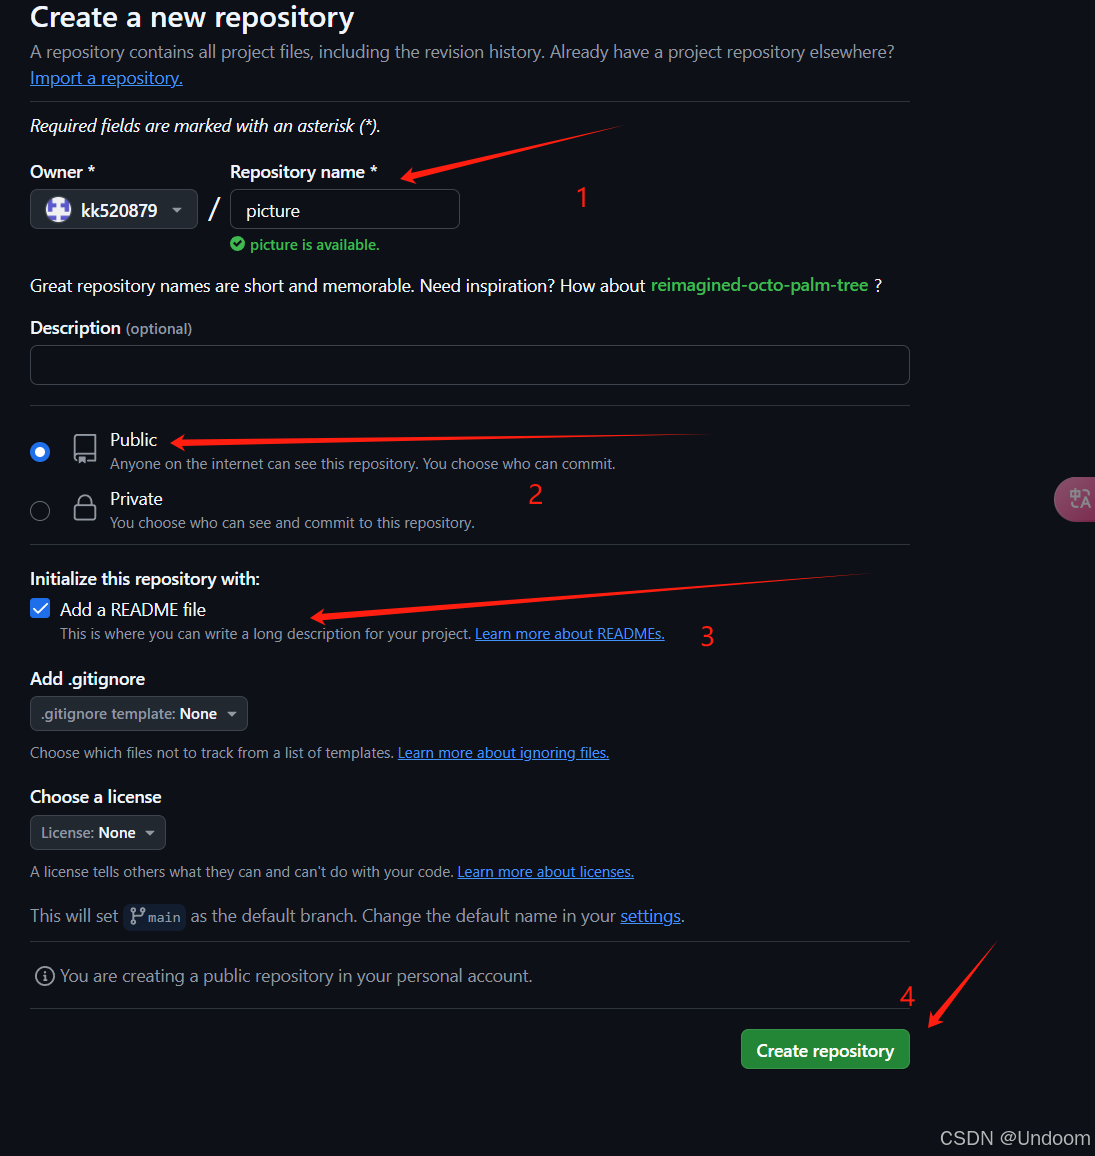 Create a new repository
A repository contains all project files, including the revision history. Already have a project repository elsewhere?
Import a repository.
Required fields are marked with an asterisk (*).
Owner *
Repository name *
1
kk520879
/
picture
picture is available.
Great repository names are short and memorable. Need inspiration? How about reimagined-octo-palm-tree ?
Description (optional)
Public
Anyone on the internet can see this repository. You choose who can commit.
2
Private
You choose who can see and commit to this repository.
中A
Initialize this repository with:
Add a README file
This is where you can write a long description for your project. Learn more about READMEs.
3
Add .gitignore
.gitignore template: None
Choose which files not to track from a list of templates. Learn more about ignoring files.
Choose a license
License: None
A license tells others what they can and can't do with your code. Learn more about licenses.
This will set main as the default branch. Change the default name in your settings.
You are creating a public repository in your personal account.
4
Create repository
CSDN @Undoom